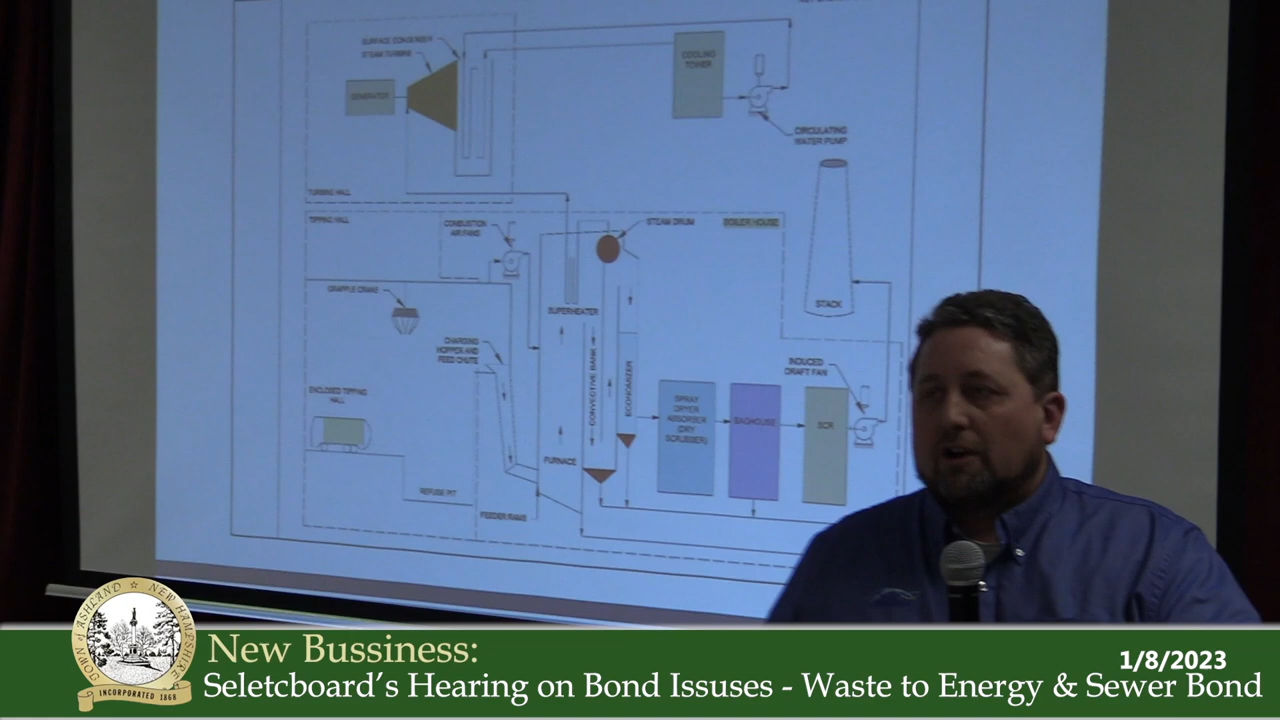 SURFACE CONDENSER
STEAM TURBINE
GENERATOR
COOLING
TOWER
CIRCULATING
WATER PUMP
TURBINE HALL
TIPPING HALL
COMBUSTION
AIR FANS
STEAM DRUM
BOILER HOUSE
GRAPPLE CRANE
SUPERHEATER
STACK
CHARGING
HOPPER AND
FEED CHUTE
CONVECTIVE BANK
ECONOMIZER
INDUCED
DRAFT FAN
ENCLOSED TIPPING
HALL
SPRAY
DRYER
ABSORBER
(DRY
SCRUBBER)
BAGHOUSE
SCR
FURNACE
REFUSE PIT
FEEDER RAMS
TOWN of ASHLAND NEW HAMPSHIRE
INCORPORATED 1868
New Bussiness:
1/8/2023
Seletcboard's Hearing on Bond Issuses - Waste to Energy & Sewer Bond